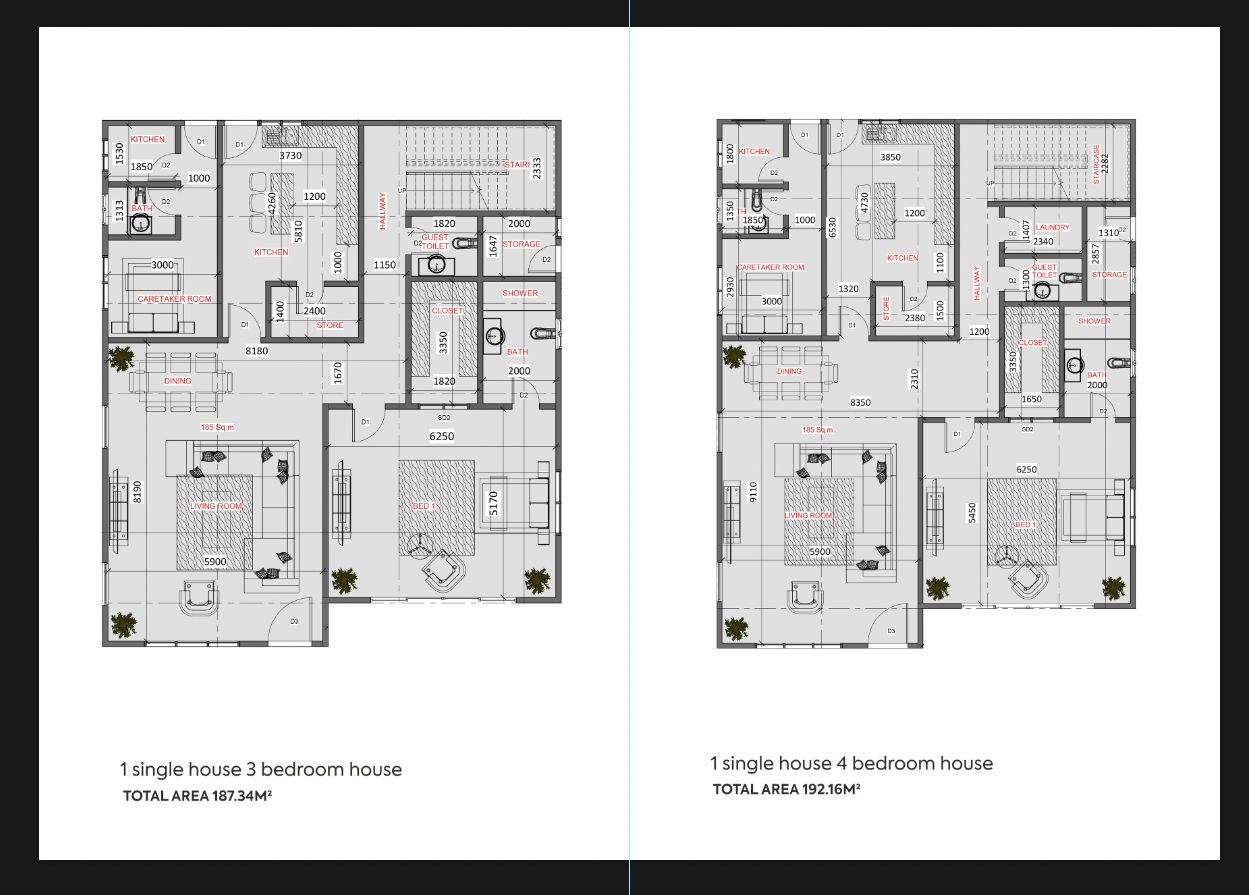 KITCHEN
D1
D1
1530
1850
D2
1000
3730
STAIRS
2333
UP
1313
BATH
D2
4260
1200
5810
HALLWAY
1820
2000
D2
GUEST
TOILET
1647
STORAGE
D2
KITCHEN
1000
1150
3000
CARETAKER ROOM
D2
1400
2400
STORE
D1
SHOWER
CLOSET
3350
BATH
8180
1670
1820
2000
DINING
D2
185 Sq.m
D1
SD2
6250
8190
LIVING ROOM
BED 1
5170
5900
D3
1 single house 3 bedroom house
TOTAL AREA 187.34M²
D1
D1
1800
KITCHEN
D2
3850
STAIRCASE
2282
UP
1350
H
1850
D2
1000
6530
4730
1200
D2
1407
LAUNDRY
2340
1310
D2
2857
KITCHEN
1100
HALLWAY
D2
1300
GUEST
TOILET
STORAGE
CARETAKER ROOM
2930
3000
1320
STORE
D2
2380
1500
D1
1200
SHOWER
CLOSET
3350
BATH
2000
DINING
2310
8350
1650
D2
185 Sq.m
D1
SD2
6250
9110
LIVING ROOM
5450
BED 1
5900
D3
1 single house 4 bedroom house
TOTAL AREA 192.16M²